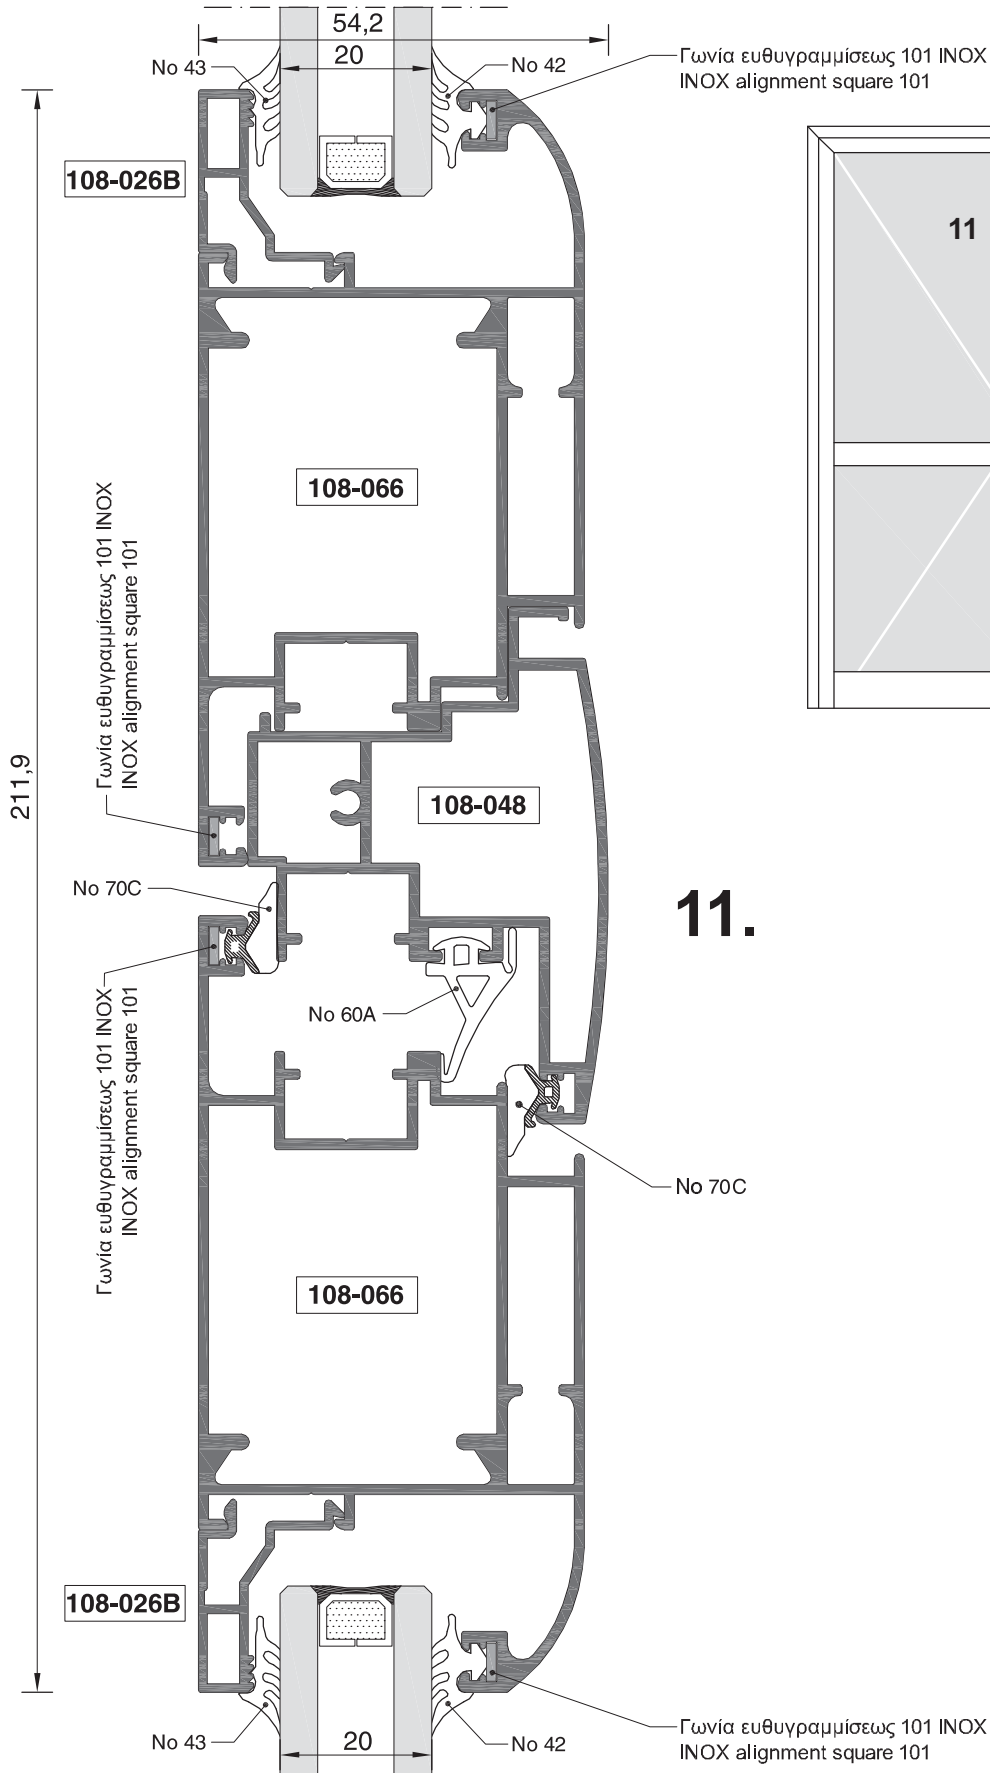 54,2
20
No 43
No 42
Γωνία ευθυγραμμίσεως 101 INOX
INOX alignment square 101
108-026B
11
108-066
Γωνία ευθυγραμμίσεως 101 INOX
INOX alignment square 101
211,9
108-048
No 70C
11.
No 60A
Γωνία ευθυγραμμίσεως 101 INOX
INOX alignment square 101
No 70C
108-066
108-026B
No 43
20
No 42
Γωνία ευθυγραμμίσεως 101 INOX
INOX alignment square 101